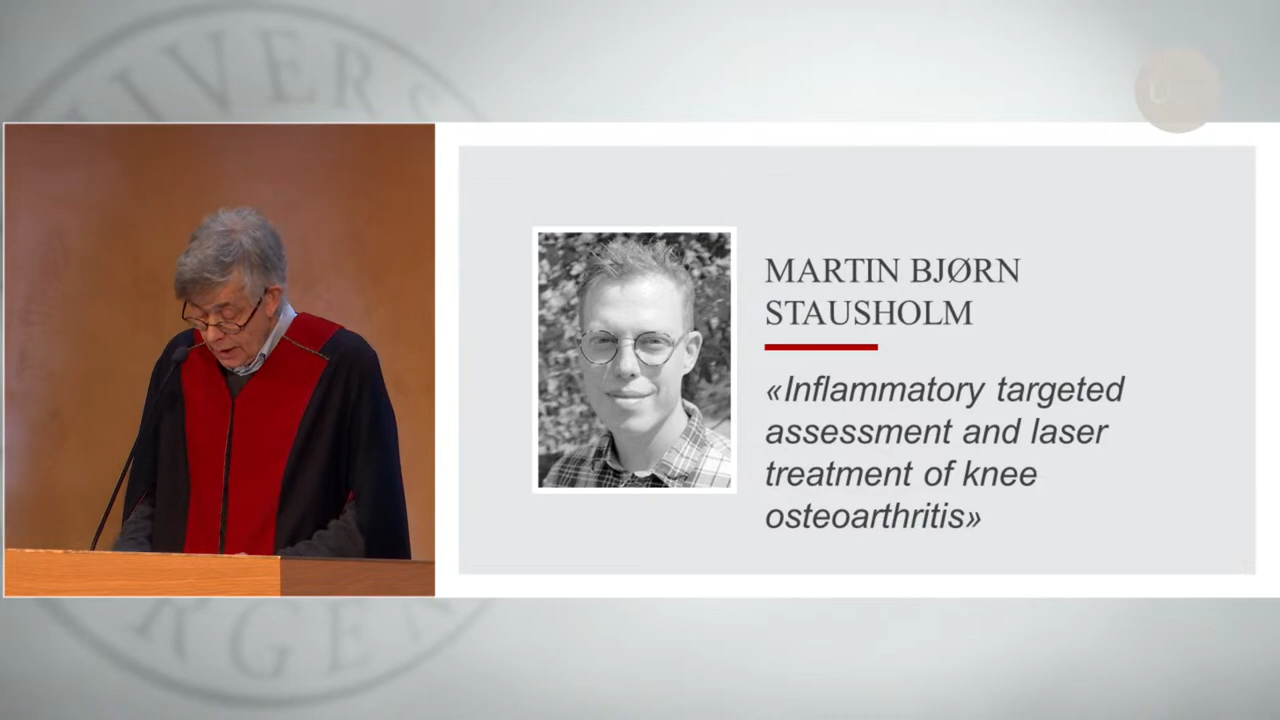 MARTIN BJØRN
STAUSHOLM
«Inflammatory targeted
assessment and laser
treatment of knee
osteoarthritis»